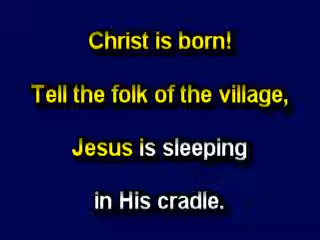 Christ is born!
Tell the folk of the village,
Jesus is sleeping
in His cradle.